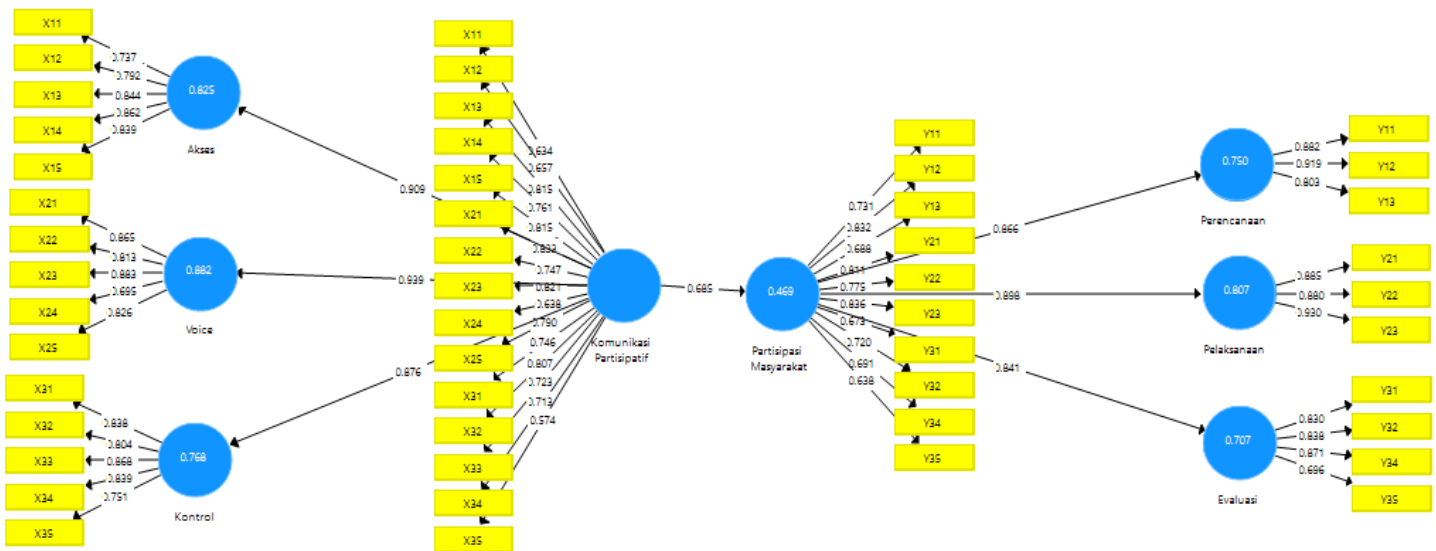 X11
X12
X13
X14
X15
0.737
0.792
0.844
0.862
0.839
0.825
Akses
X21
X22
X23
X24
X25
0.865
0.813
0.883
0.695
0.826
0.882
Voice
X31
X32
X33
X34
X35
0.838
0.804
0.868
0.839
0.751
0.768
Kontrol
0.909
0.939
0.876
X11
X12
X13
X14
X15
X21
X22
X23
X24
X25
X31
X32
X33
X34
X35
0.634
0.657
0.815
0.761
0.815
0.833
0.747
0.821
0.638
0.790
0.746
0.807
0.723
0.713
0.574
Komunikasi
Partisipatif
0.685
0.469
Partisipasi
Masyarakat
0.731
0.832
0.688
0.811
0.775
0.836
0.673
0.720
0.691
0.638
Y11
Y12
Y13
Y21
Y22
Y23
Y31
Y32
Y34
Y35
0.866
0.898
0.841
0.750
Perencanaan
0.882
0.919
0.803
Y11
Y12
Y13
0.807
Pelaksanaan
0.885
0.880
0.930
Y21
Y22
Y23
0.707
Evaluasi
0.830
0.838
0.871
0.696
Y31
Y32
Y34
Y35